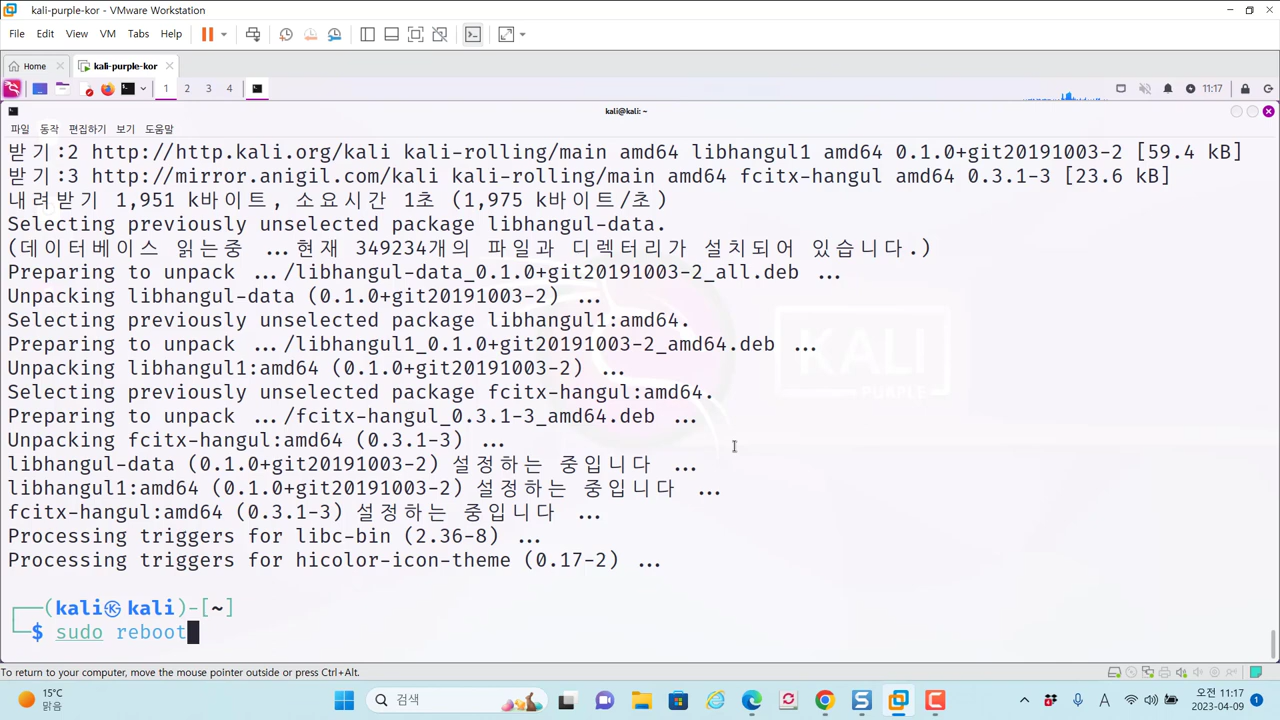 kali-purple-kor - VMware Workstation
File Edit View VM Tabs Help
Home kali-purple-kor
1 2 3 4 11:17
kali@kali: ~
파일 동작 편집하기 보기 도움말
받기:2 http://http.kali.org/kali kali-rolling/main amd64 libhangul1 amd64 0.1.0+git20191003-2 [59.4 kB]
받기:3 http://mirror.anigil.com/kali kali-rolling/main amd64 fcitx-hangul amd64 0.3.1-3 [23.6 kB]
내려받기 1,951 k바이트, 소요시간 1초 (1,975 k바이트/초)
Selecting previously unselected package libhangul-data.
(데이터베이스 읽는중 ...현재 349234개의 파일과 디렉터리가 설치되어 있습니다.)
Preparing to unpack .../libhangul-data_0.1.0+git20191003-2_all.deb ...
Unpacking libhangul-data (0.1.0+git20191003-2) ...
Selecting previously unselected package libhangul1:amd64.
Preparing to unpack .../libhangul1_0.1.0+git20191003-2_amd64.deb ...
Unpacking libhangul1:amd64 (0.1.0+git20191003-2) ...
Selecting previously unselected package fcitx-hangul:amd64.
Preparing to unpack .../fcitx-hangul_0.3.1-3_amd64.deb ...
Unpacking fcitx-hangul:amd64 (0.3.1-3) ...
libhangul-data (0.1.0+git20191003-2) 설정하는 중입니다 ...
libhangul1:amd64 (0.1.0+git20191003-2) 설정하는 중입니다 ...
fcitx-hangul:amd64 (0.3.1-3) 설정하는 중입니다 ...
Processing triggers for libc-bin (2.36-8) ...
Processing triggers for hicolor-icon-theme (0.17-2) ...
KALI
PURPLE
┌──(kali㉿kali)-[~]
└─$ sudo reboot
To return to your computer, move the mouse pointer outside or press Ctrl+Alt.
15°C
맑음
검색
A
오전 11:17
2023-04-09